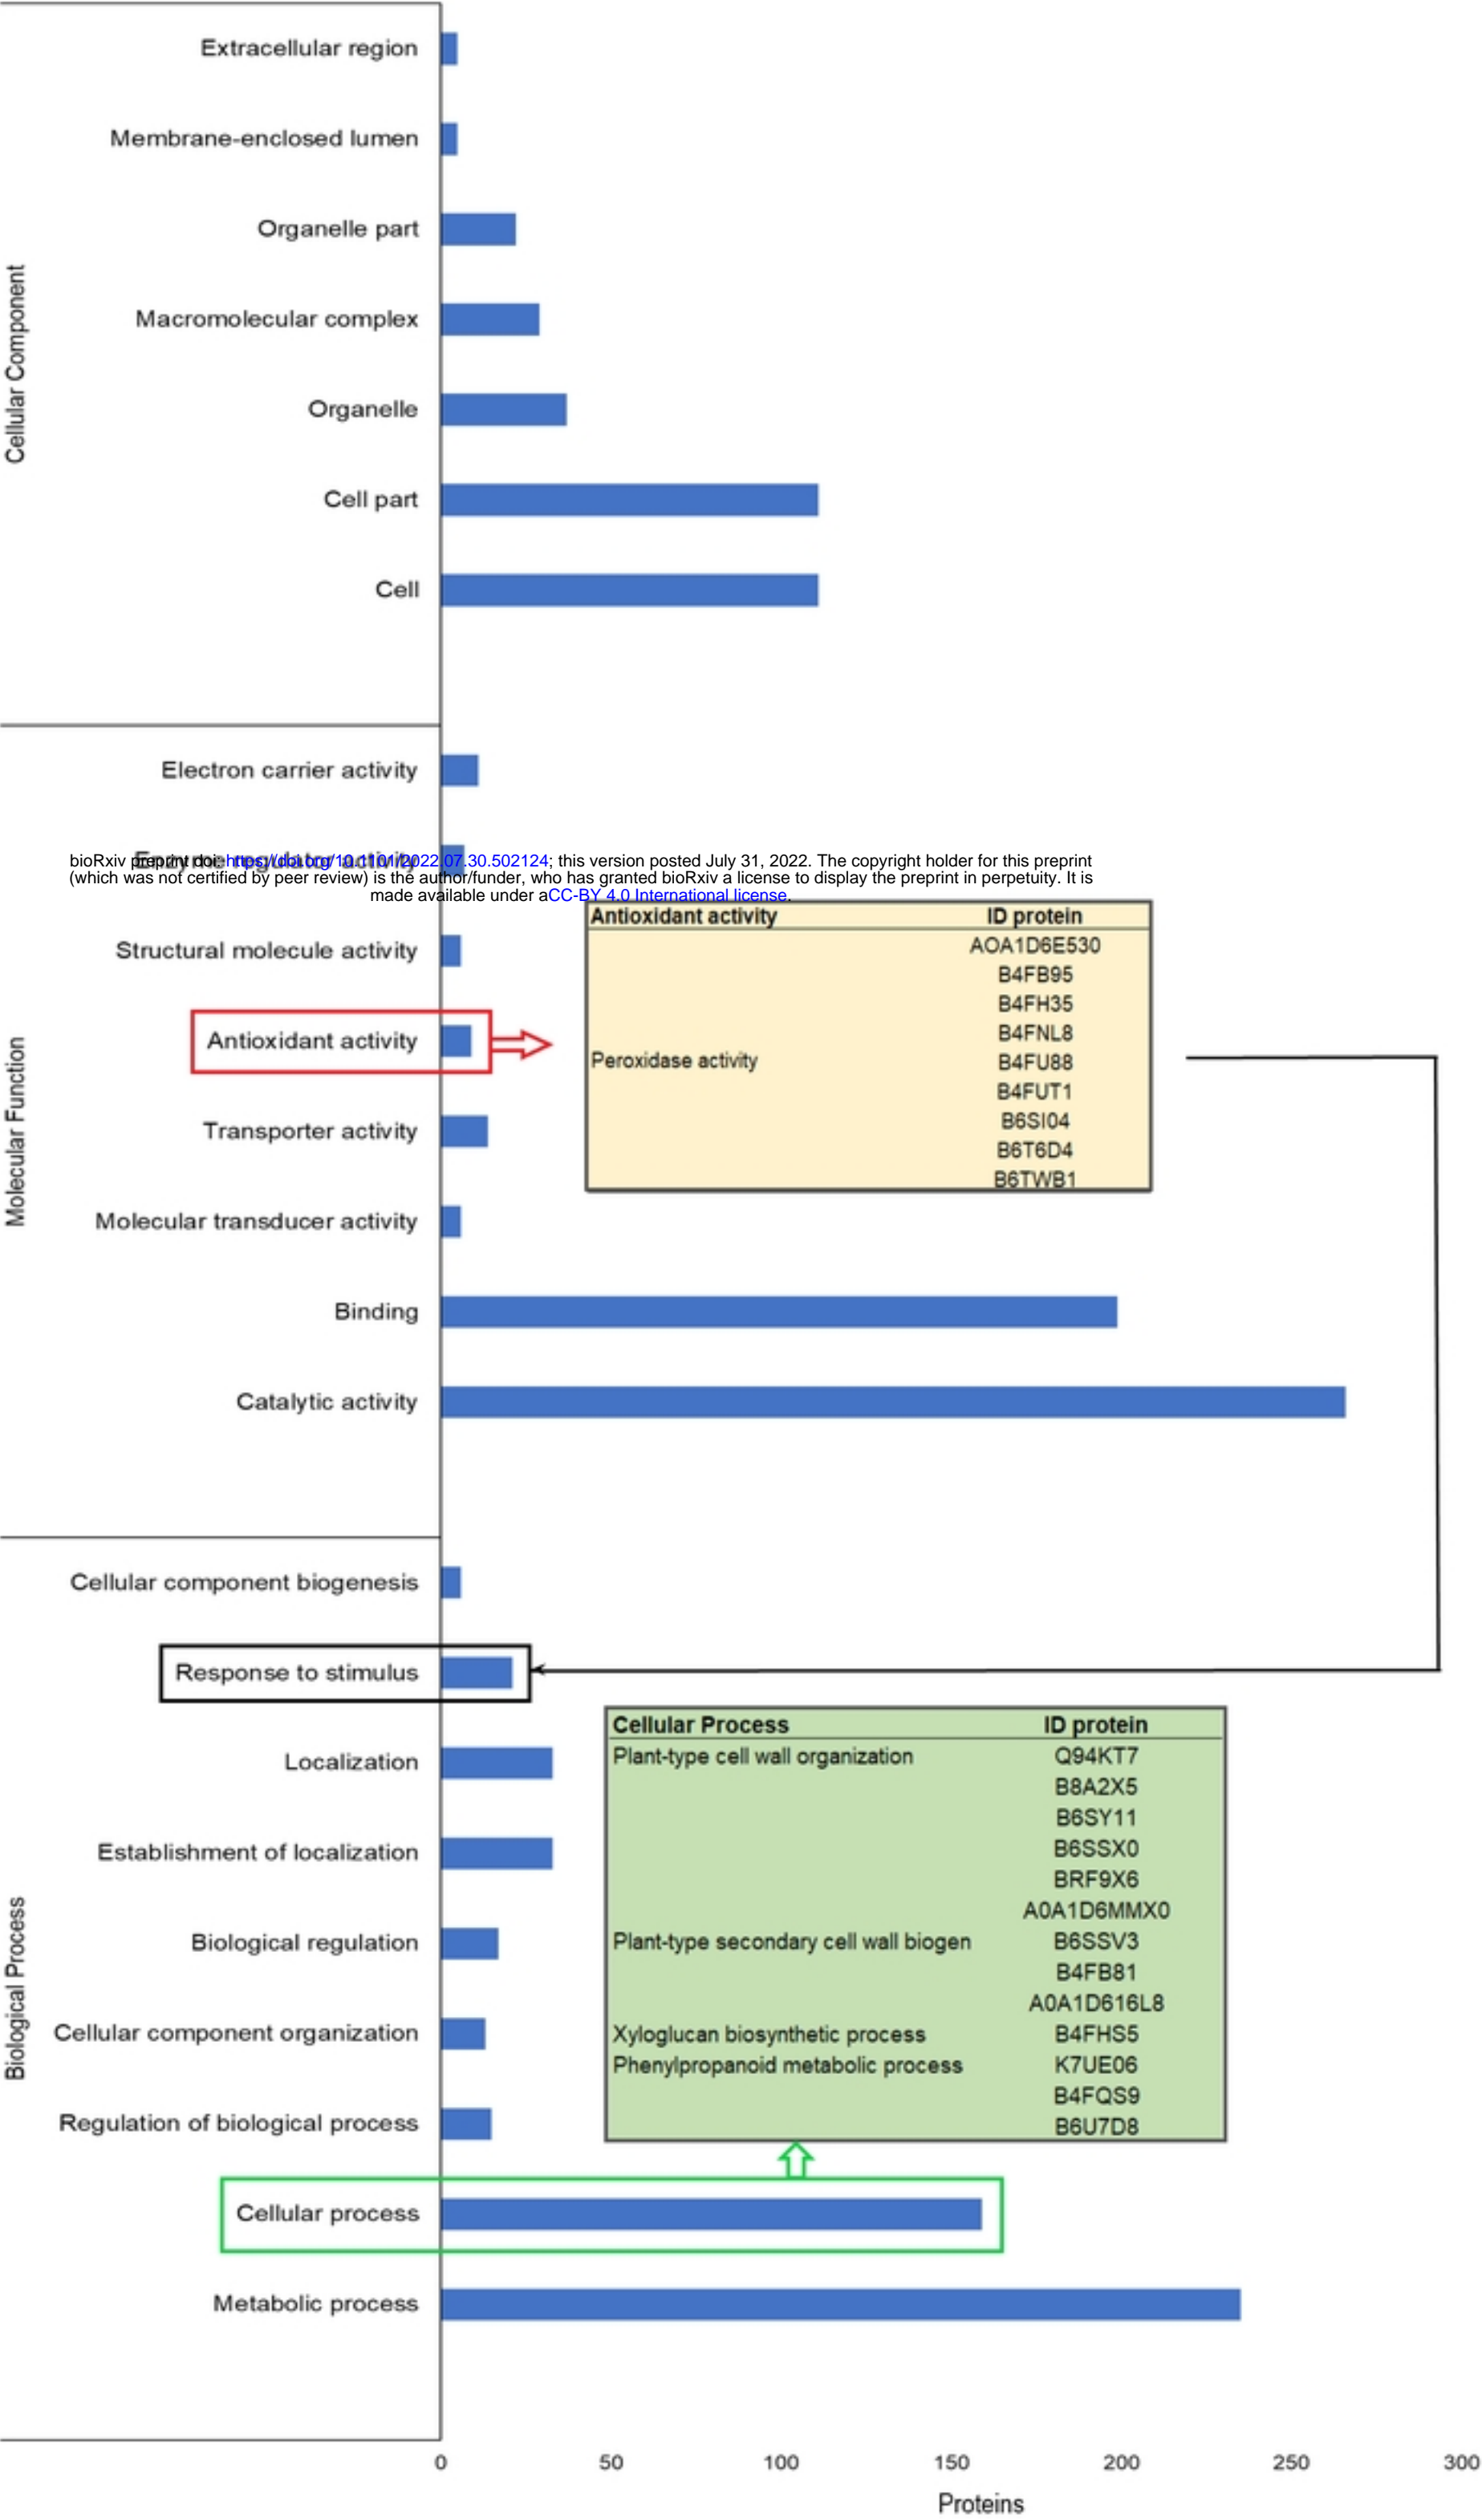 Cellular Component
Extracellular region
Membrane-enclosed lumen
Organelle part
Macromolecular complex
Organelle
Cell part
Cell
Molecular Function
Electron carrier activity
Enzyme regulator activity
bioRxiv preprint doi: https://doi.org/10.1101/2022.07.30.502124; this version posted July 31, 2022. The copyright holder for this preprint
(which was not certified by peer review) is the author/funder, who has granted bioRxiv a license to display the preprint in perpetuity. It is
made available under aCC-BY 4.0 International license.
Structural molecule activity
Antioxidant activity
Transporter activity
Molecular transducer activity
Binding
Catalytic activity
Antioxidant activity ID protein
AOA1D6E530
B4FB95
B4FH35
B4FNL8
Peroxidase activity B4FU88
B4FUT1
B6SI04
B6T6D4
B6TWB1
Biological Process
Cellular component biogenesis
Response to stimulus
Localization
Establishment of localization
Biological regulation
Cellular component organization
Regulation of biological process
Cellular process
Metabolic process
Cellular Process ID protein
Plant-type cell wall organization Q94KT7
B8A2X5
B6SY11
B6SSX0
BRF9X6
A0A1D6MMX0
Plant-type secondary cell wall biogen B6SSV3
B4FB81
A0A1D616L8
Xyloglucan biosynthetic process B4FHS5
Phenylpropanoid metabolic process K7UE06
B4FQS9
B6U7D8
0 50 100 150 200 250 300
Proteins